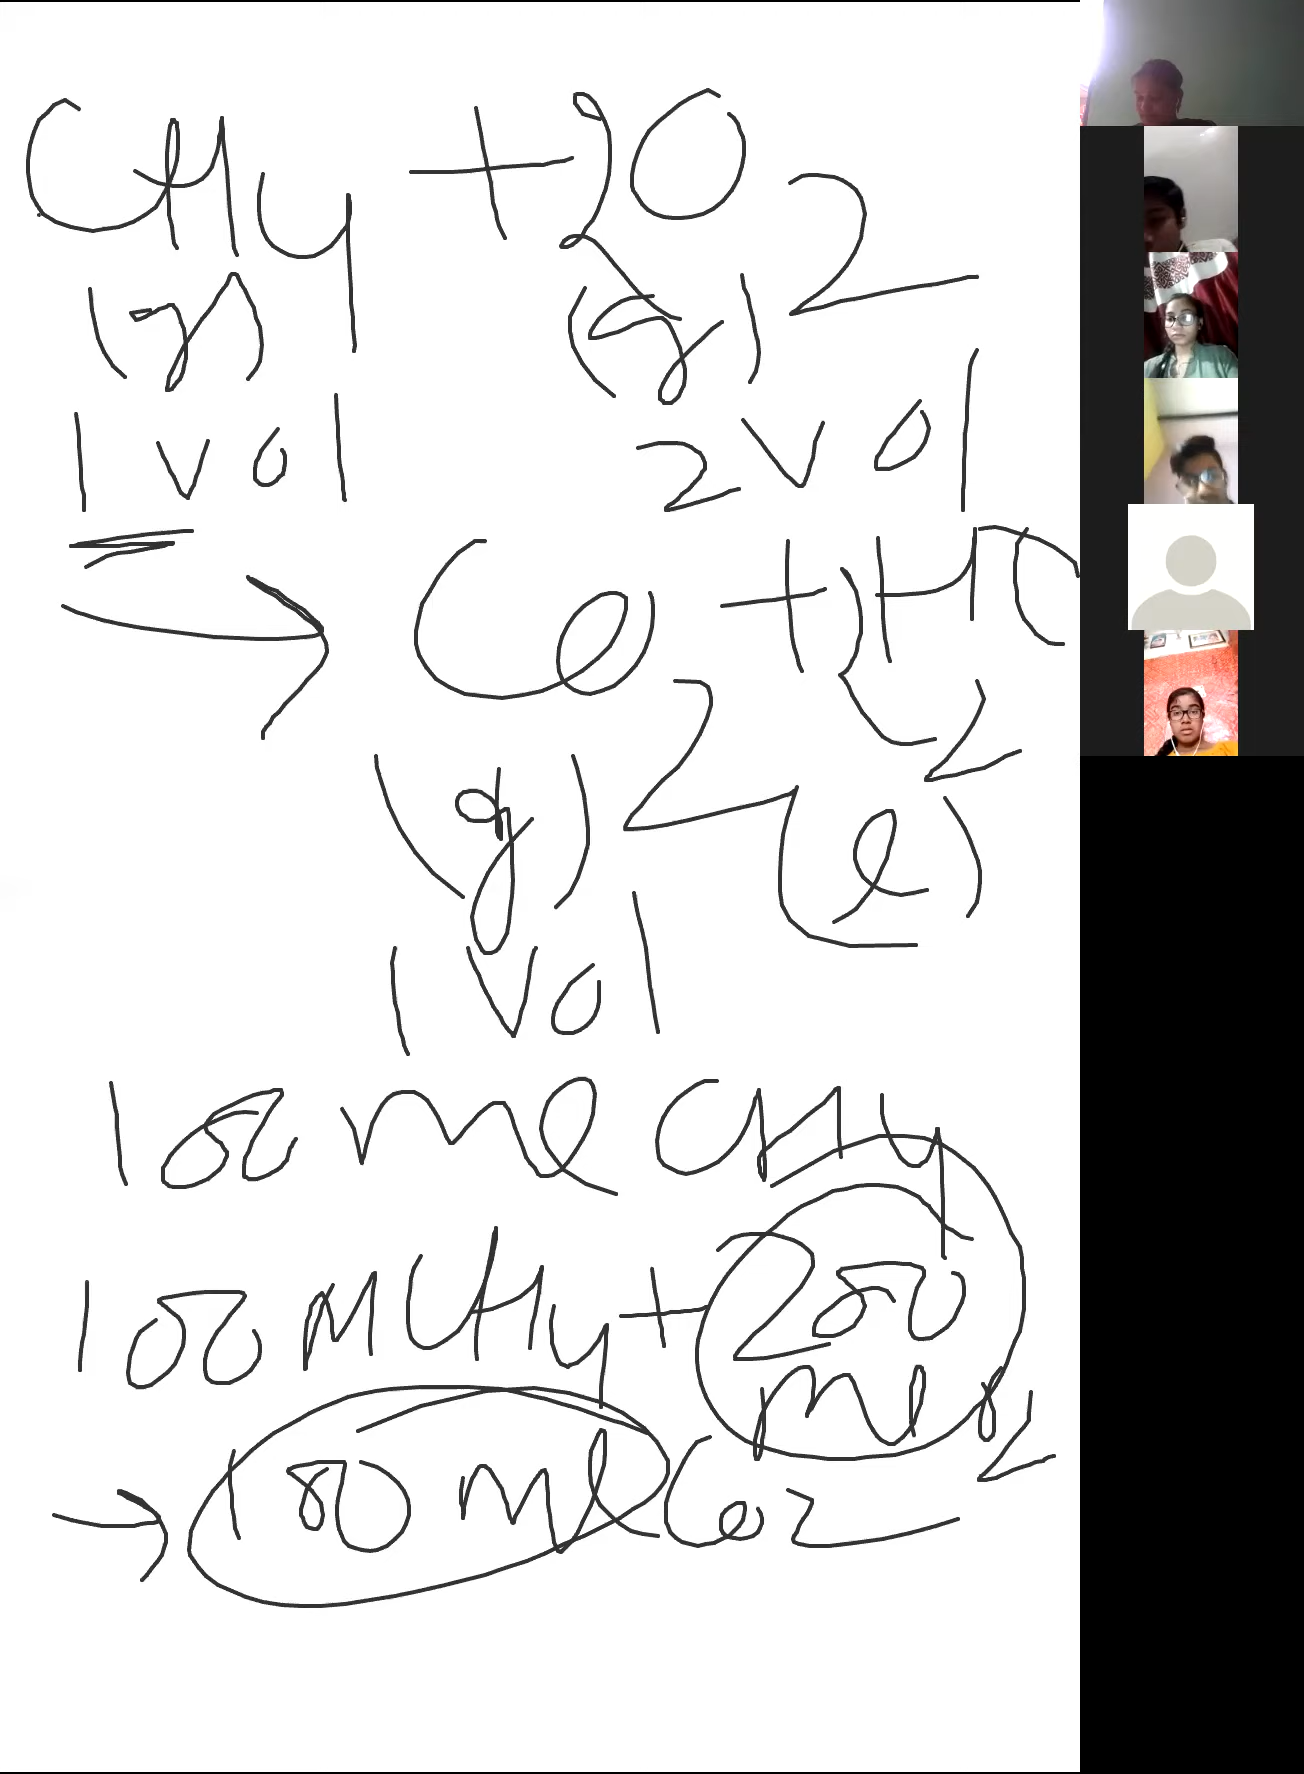 CH4 + 2O2
(g) (g)
1 vol 2 vol
→ CO2 + 2H2O
(g) (l)
1 vol
100 ml CH4
100 Ml CH4 + 200
ml O2
→ 100 ml CO2